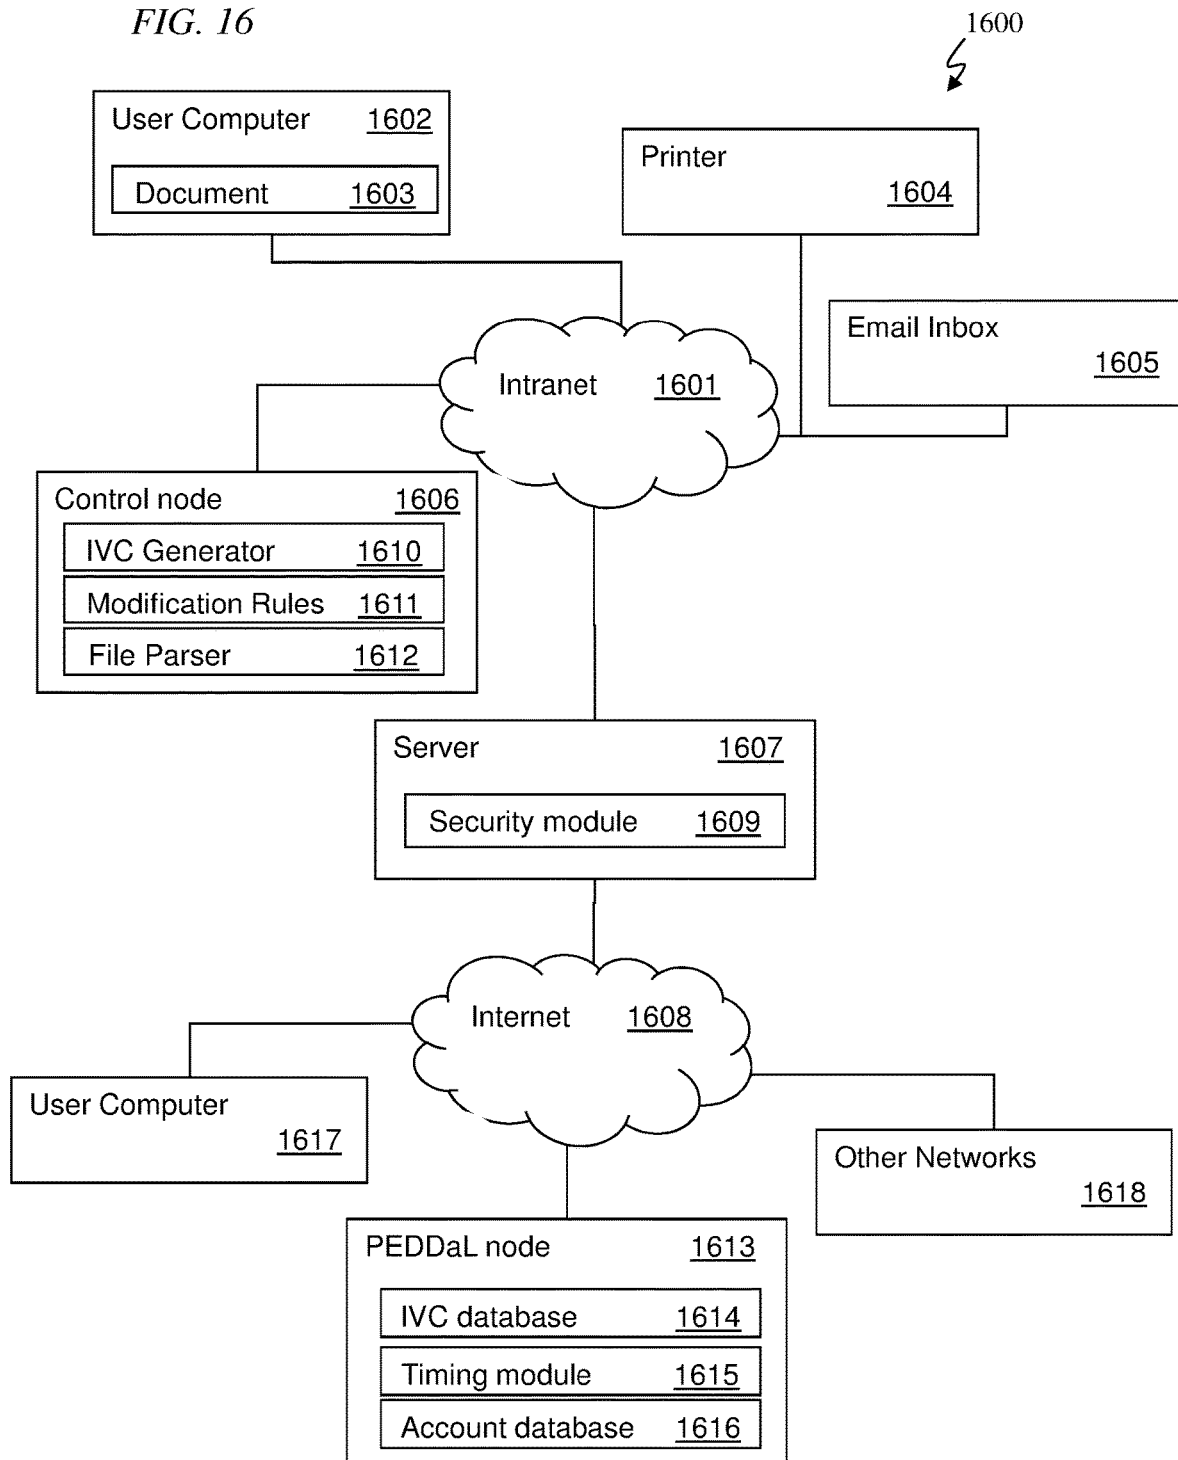 FIG. 16
1600
User Computer 1602
Document 1603
Printer
1604
Email Inbox
1605
Intranet 1601
Control node 1606
IVC Generator 1610
Modification Rules 1611
File Parser 1612
Server 1607
Security module 1609
Internet 1608
User Computer
1617
Other Networks
1618
PEDDaL node 1613
IVC database 1614
Timing module 1615
Account database 1616